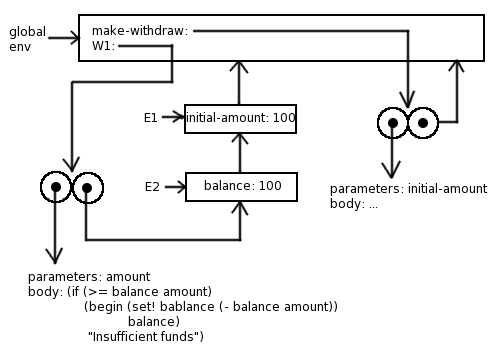 global
env
make-withdraw:
W1:
E1
initial-amount: 100
E2
balance: 100
parameters: initial-amount
body: ...
parameters: amount
body: (if (>= balance amount)
(begin (set! bablance (- balance amount))
balance)
"Insufficient funds")